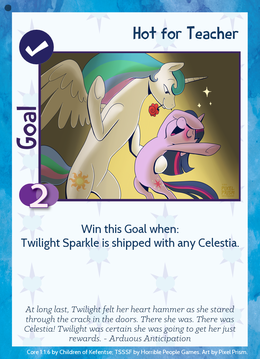 Hot for Teacher
Goal
2
Win this Goal when:
Twilight Sparkle is shipped with any Celestia.
At long last, Twilight felt her heart hammer as she stared
through the crack in the doors. There she was. There was
Celestia! Twilight was certain she was going to get her just
rewards. - Arduous Anticipation
Core 1.1.6 by Children of Kefentse; TSSSF by Horrible People Games. Art by Pixel Prism.